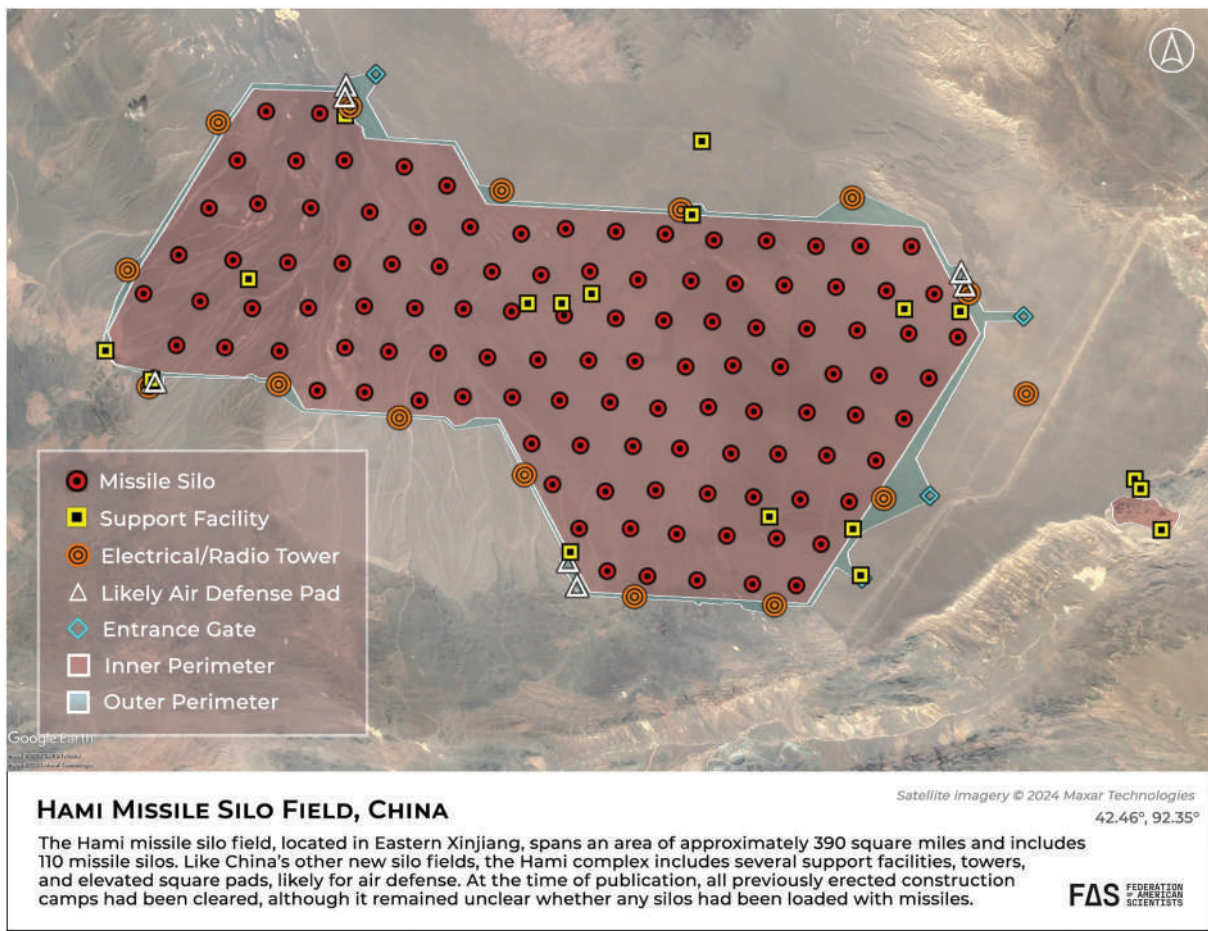 Missile Silo
Support Facility
Electrical/Radio Tower
Likely Air Defense Pad
Entrance Gate
Inner Perimeter
Outer Perimeter
Google Earth
HAMI MISSILE SILO FIELD, CHINA
Satellite imagery © 2024 Maxar Technologies
42.46°, 92.35°
The Hami missile silo field, located in Eastern Xinjiang, spans an area of approximately 390 square miles and includes
110 missile silos. Like China's other new silo fields, the Hami complex includes several support facilities, towers,
and elevated square pads, likely for air defense. At the time of publication, all previously erected construction
camps had been cleared, although it remained unclear whether any silos had been loaded with missiles.
FAS
FEDERATION
OF AMERICAN
SCIENTISTS